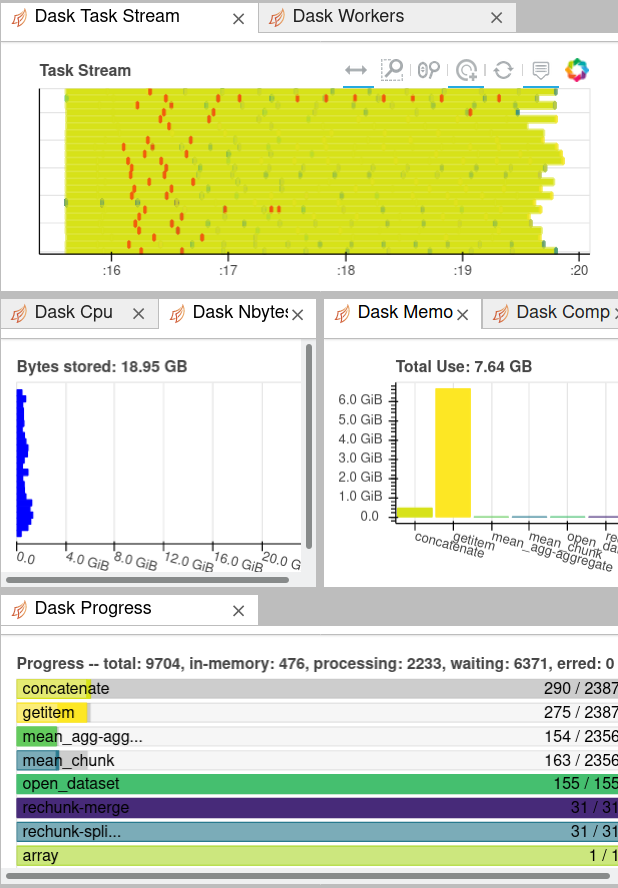 Dask Task Stream
Dask Workers
Task Stream
:16 :17 :18 :19 :20
Dask Cpu
Dask Nbytes
Dask Memo
Dask Comp
Bytes stored: 18.95 GB
0.0 4.0 GiB 8.0 GiB 12.0 GiB 16.0 GiB 20.0 G
Total Use: 7.64 GB
6.0 GiB
5.0 GiB
4.0 GiB
3.0 GiB
2.0 GiB
1.0 GiB
0.0
concatenate
getitem
mean_agg-aggregate
mean_chunk
open_da
re
Dask Progress
Progress -- total: 9704, in-memory: 476, processing: 2233, waiting: 6371, erred: 0
concatenate 290 / 2387
getitem 275 / 2387
mean_agg-agg... 154 / 2356
mean_chunk 163 / 2356
open_dataset 155 / 155
rechunk-merge 31 / 31
rechunk-spli... 31 / 31
array 1 / 1